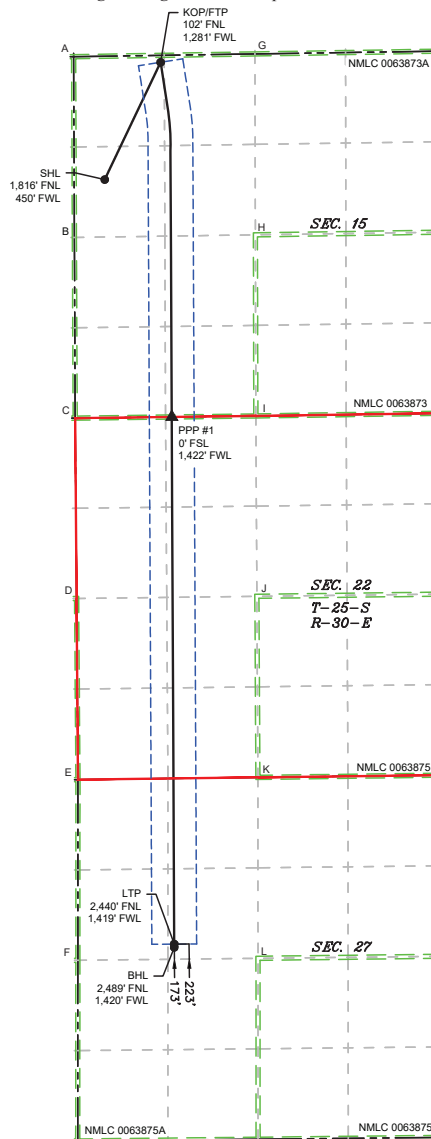 KOP/FTP
102' FNL
1,281' FWL
A
G
NMLC 0063873A
SHL
1,816' FNL
450' FWL
B
H
SEC. 15
C
I
NMLC 0063873
PPP #1
0' FSL
1,422' FWL
D
J
SEC. 22
T-25-S
R-30-E
E
K
NMLC 0063875
LTP
2,440' FNL
1,419' FWL
F
L
SEC. 27
BHL
2,489' FNL
1,420' FWL
173'
223'
NMLC 0063875A
NMLC 0063875